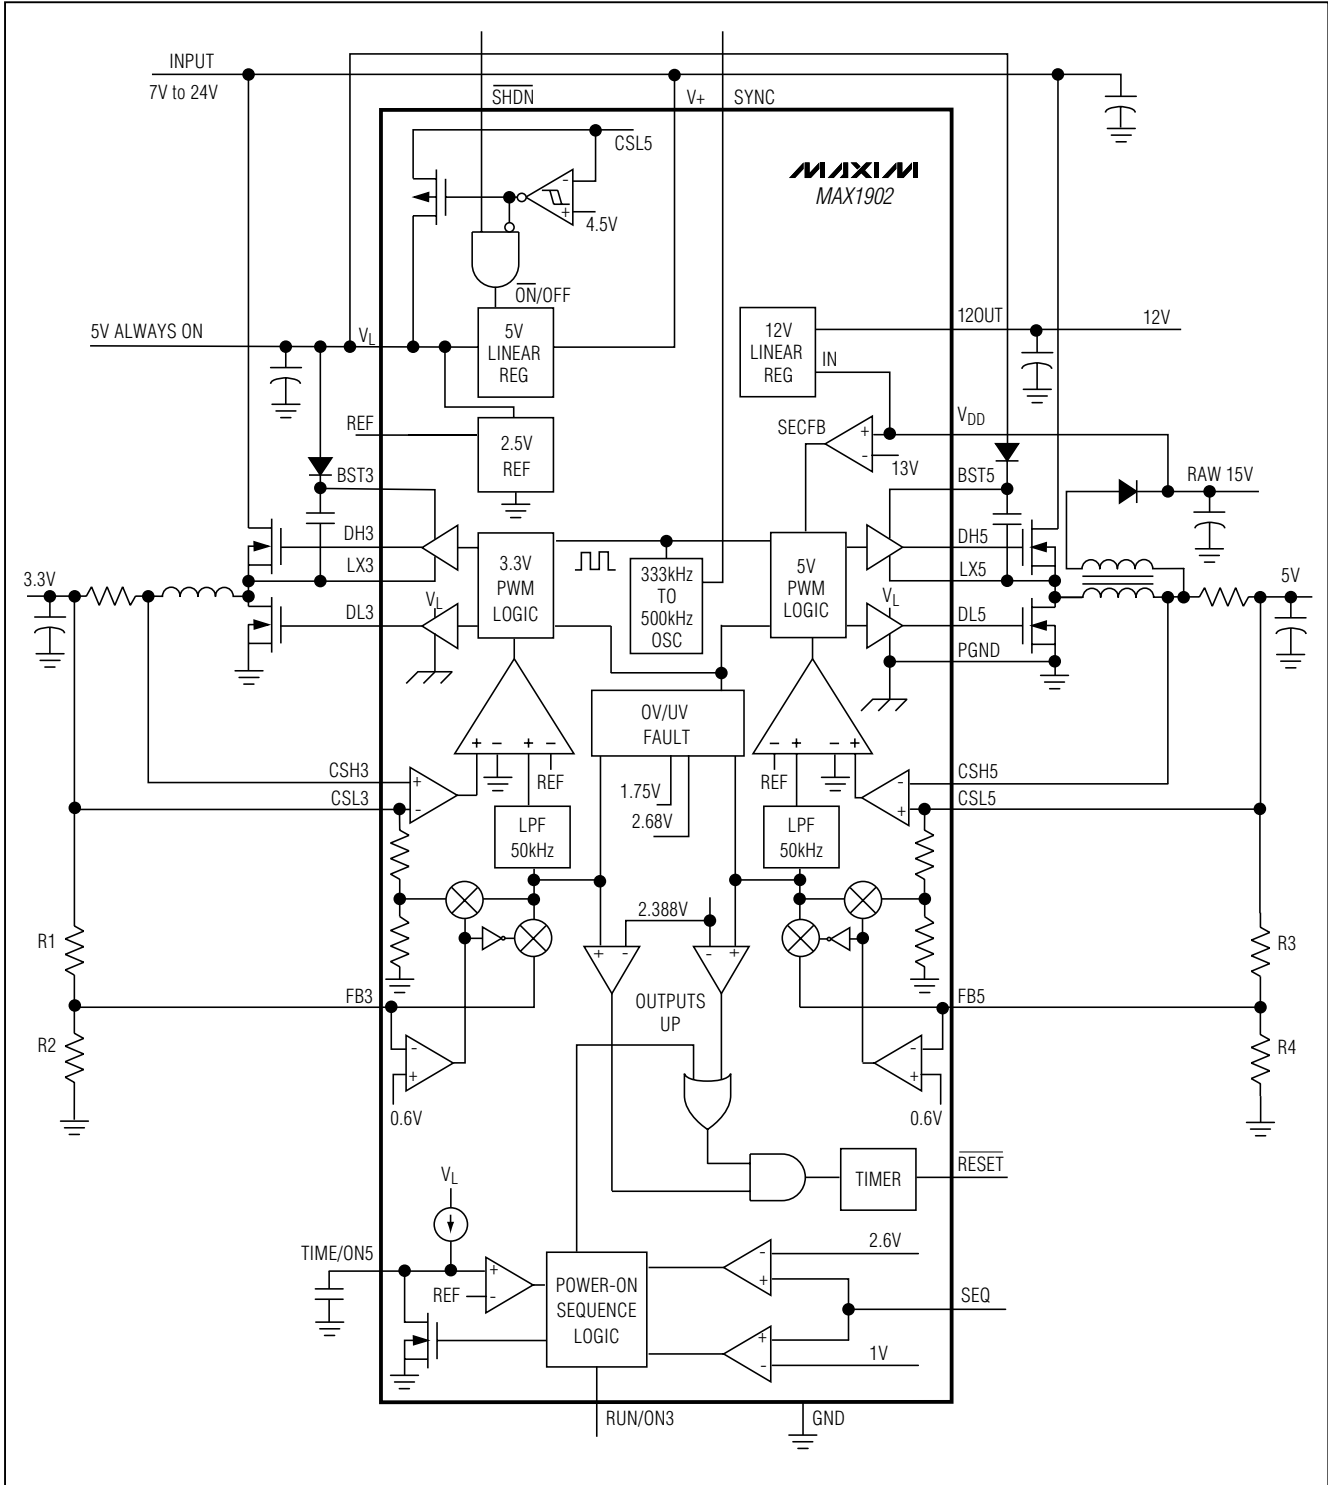 INPUT
7V to 24V
SHDN
V+
SYNC
CSL5
MAXIM
MAX1902
-
+
4.5V
ON/OFF
5V ALWAYS ON
VL
5V
LINEAR
REG
12V
LINEAR
REG
12OUT
12V
IN
REF
2.5V
REF
SECFB
+
-
13V
VDD
BST3
BST5
RAW 15V
DH3
DH5
LX3
LX5
3.3V
3.3V
PWM
LOGIC
333kHz
TO
500kHz
OSC
5V
PWM
LOGIC
5V
VL
VL
DL3
DL5
PGND
OV/UV
FAULT
+ - + -
- + - +
REF
REF
CSH3
+
-
CSL3
CSH5
-
+
CSL5
1.75V
2.68V
LPF
50kHz
LPF
50kHz
2.388V
+ -
- +
R1
R3
OUTPUTS
UP
FB3
FB5
R2
R4
-
+
-
+
0.6V
0.6V
TIMER
RESET
VL
TIME/ON5
+
-
REF
POWER-ON
SEQUENCE
LOGIC
-
+
2.6V
SEQ
+
-
1V
RUN/ON3
GND